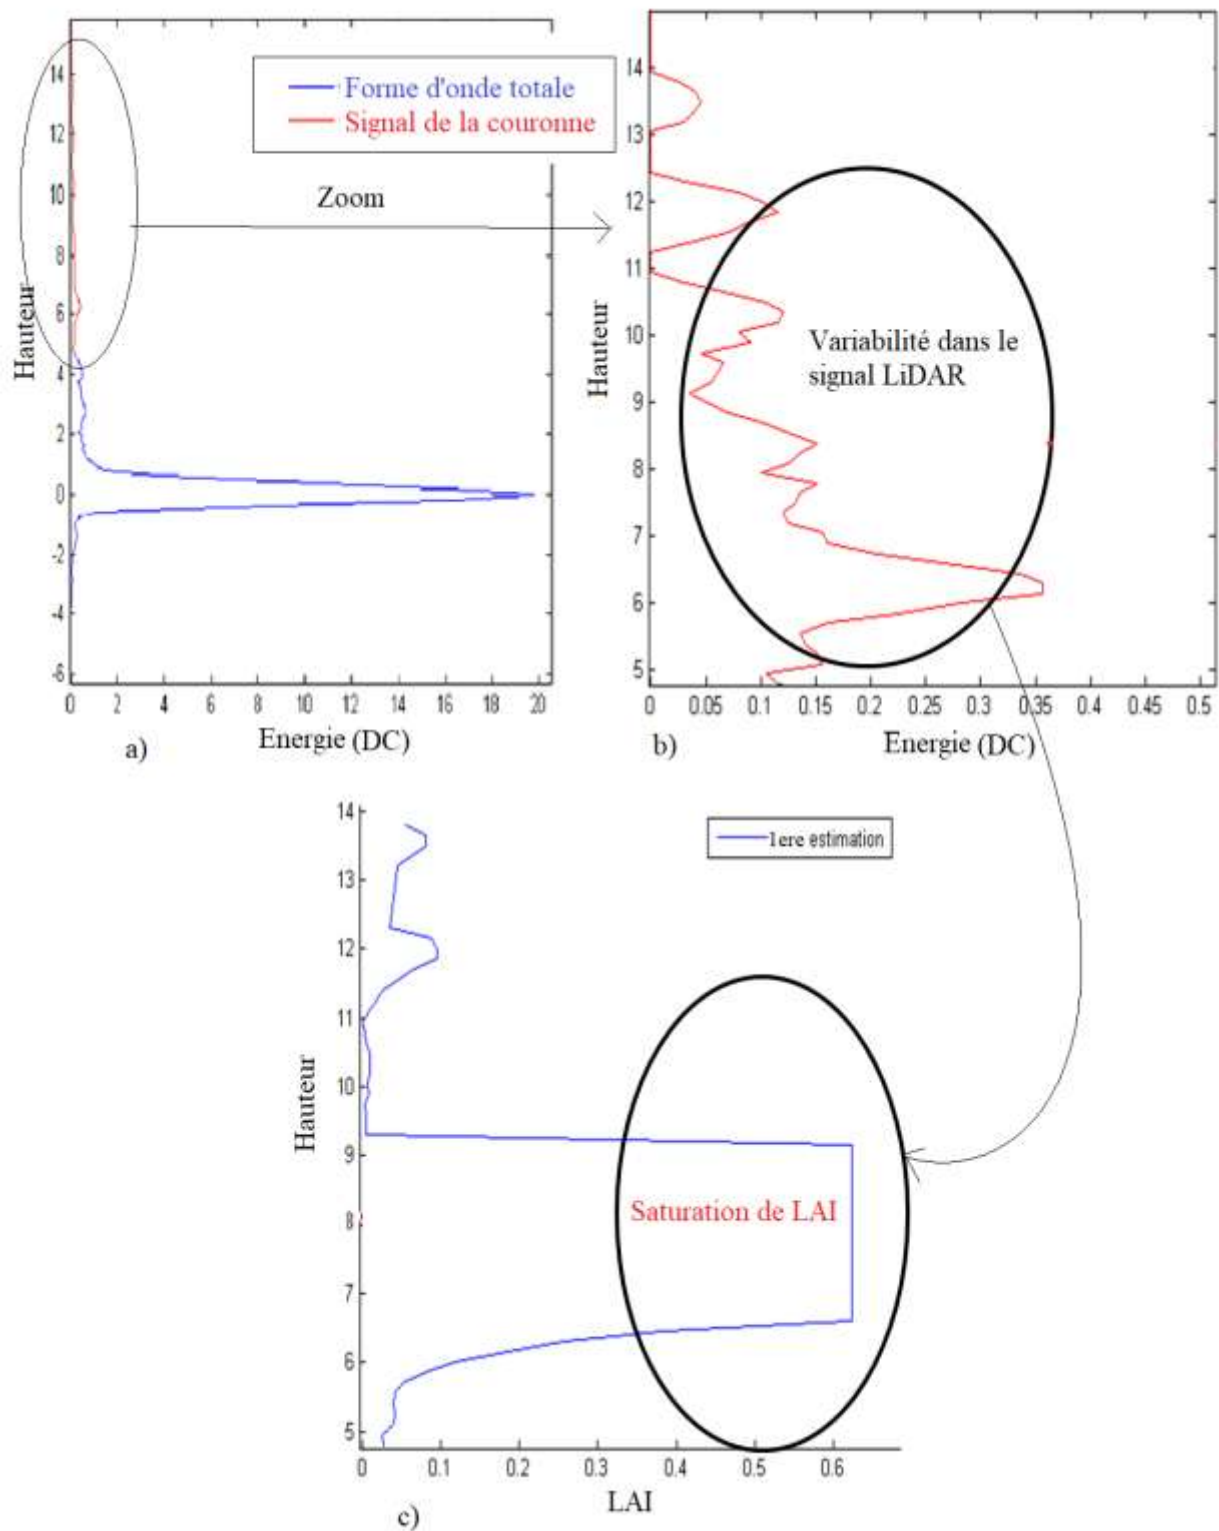 14
12
10
8
6
4
2
0
-2
-4
-6
Hauteur
0 2 4 6 8 10 12 14 16 18 20
Energie (DC)
a)
Forme d'onde totale
Signal de la couronne
Zoom
14
13
12
11
10
9
8
7
6
5
Hauteur
Variabilité dans le
signal LiDAR
0 0.05 0.1 0.15 0.2 0.25 0.3 0.35 0.4 0.45 0.5
Energie (DC)
b)
14
13
12
11
10
9
8
7
6
5
Hauteur
1ere estimation
Saturation de LAI
0 0.1 0.2 0.3 0.4 0.5 0.6
LAI
c)